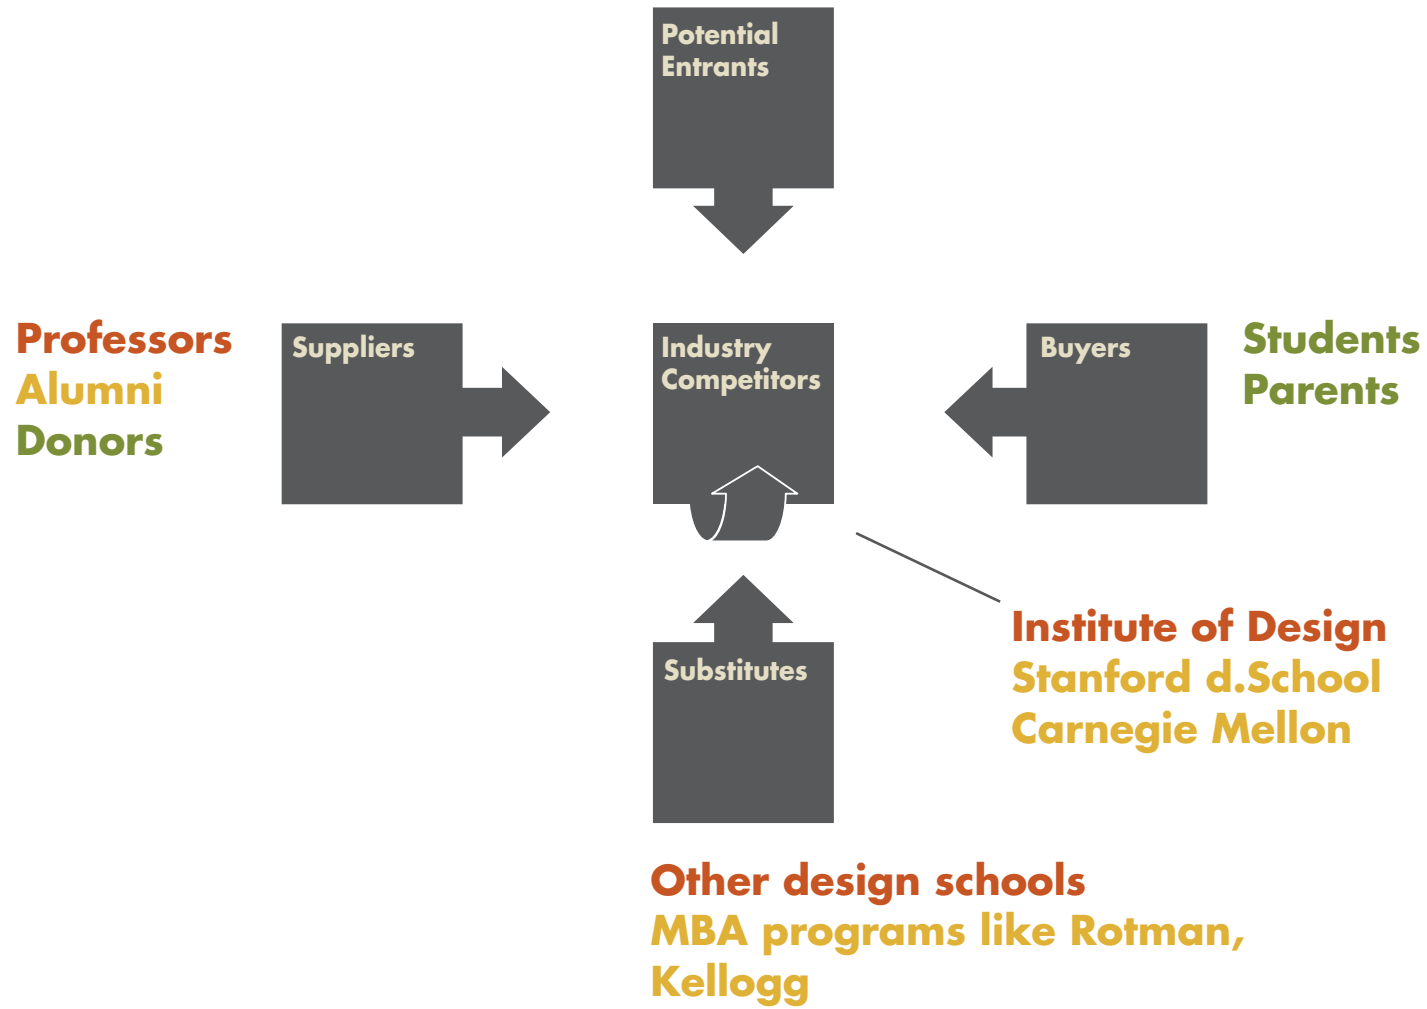 Potential
Entrants
Professors
Alumni
Donors
Suppliers
Industry
Competitors
Buyers
Students
Parents
Institute of Design
Stanford d.School
Carnegie Mellon
Substitutes
Other design schools
MBA programs like Rotman,
Kellogg